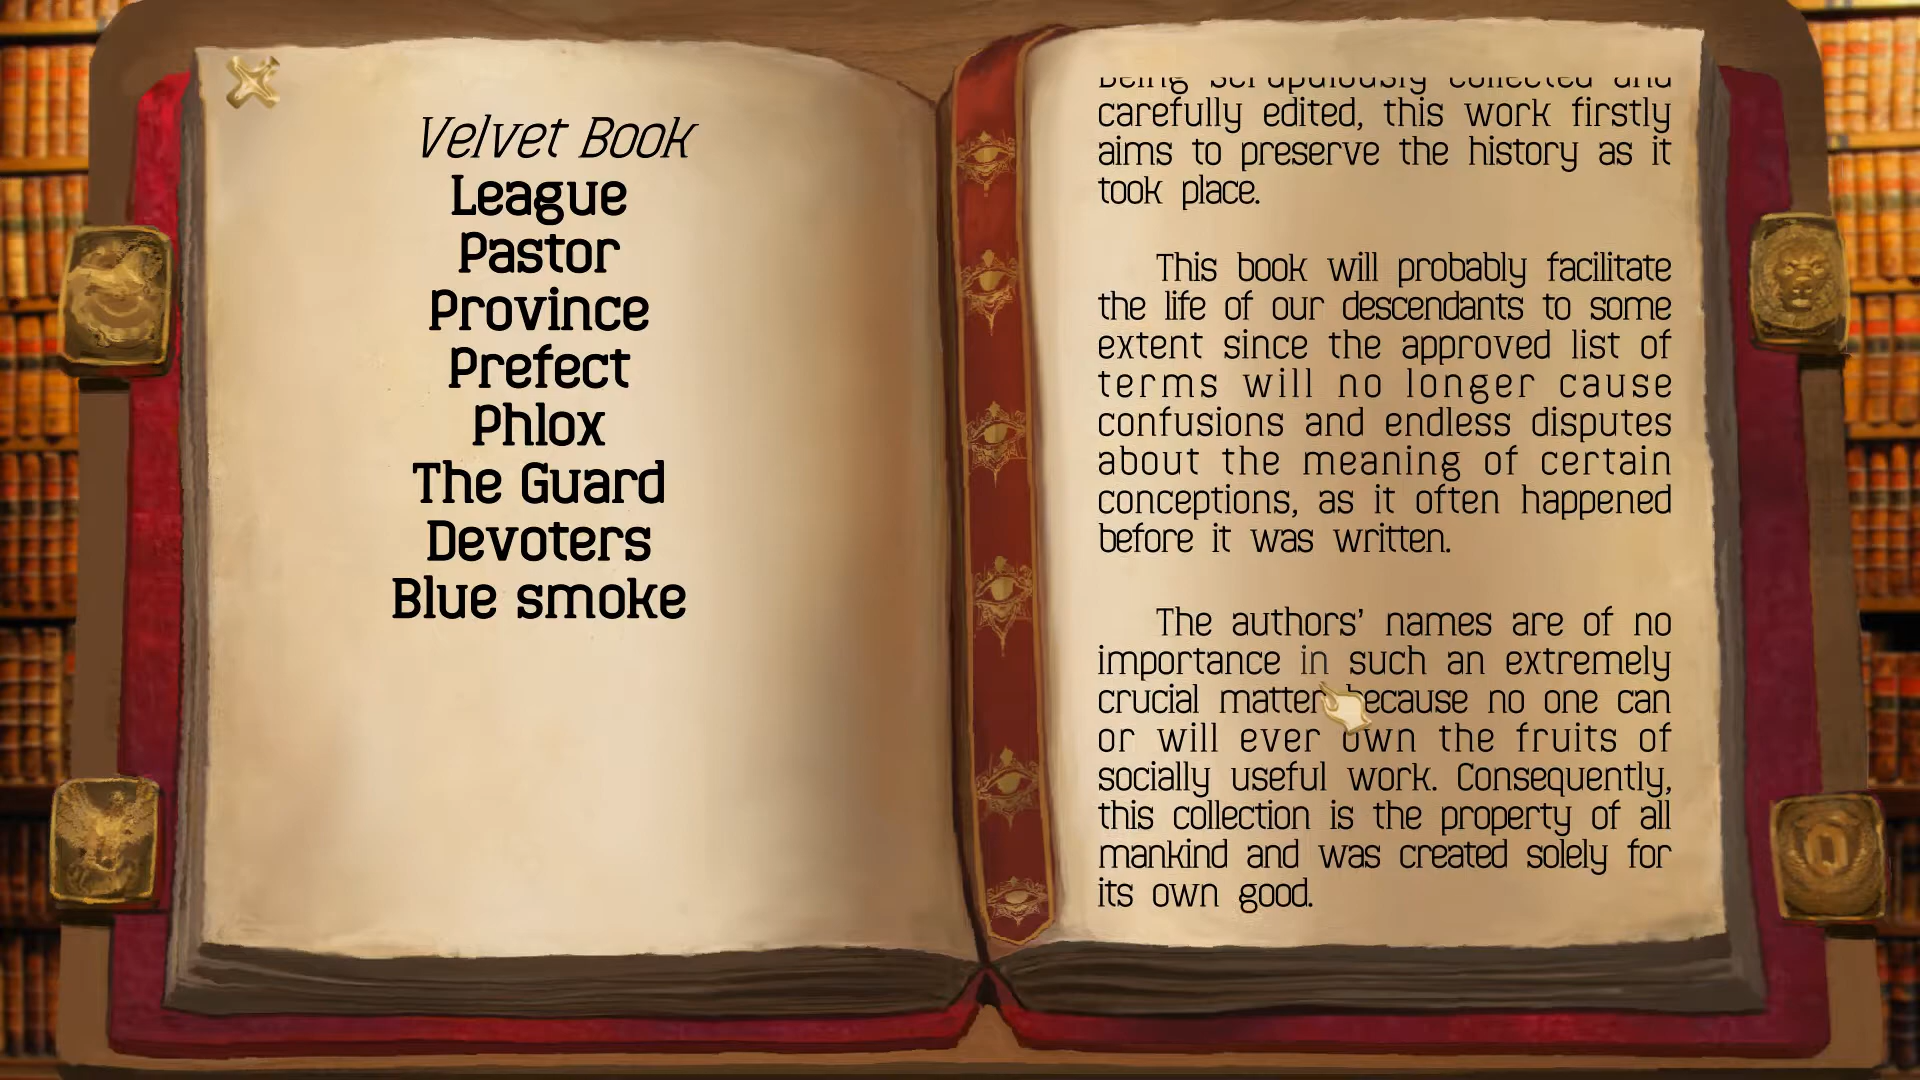 Velvet Book
League
Pastor
Province
Prefect
Phlox
The Guard
Devoters
Blue smoke
being scrupulously collected and
carefully edited, this work firstly
aims to preserve the history as it
took place.
This book will probably facilitate
the life of our descendants to some
extent since the approved list of
terms will no longer cause
confusions and endless disputes
about the meaning of certain
conceptions, as it often happened
before it was written.
The authors’ names are of no
importance in such an extremely
crucial matter because no one can
or will ever own the fruits of
socially useful work. Consequently,
this collection is the property of all
mankind and was created solely for
its own good.